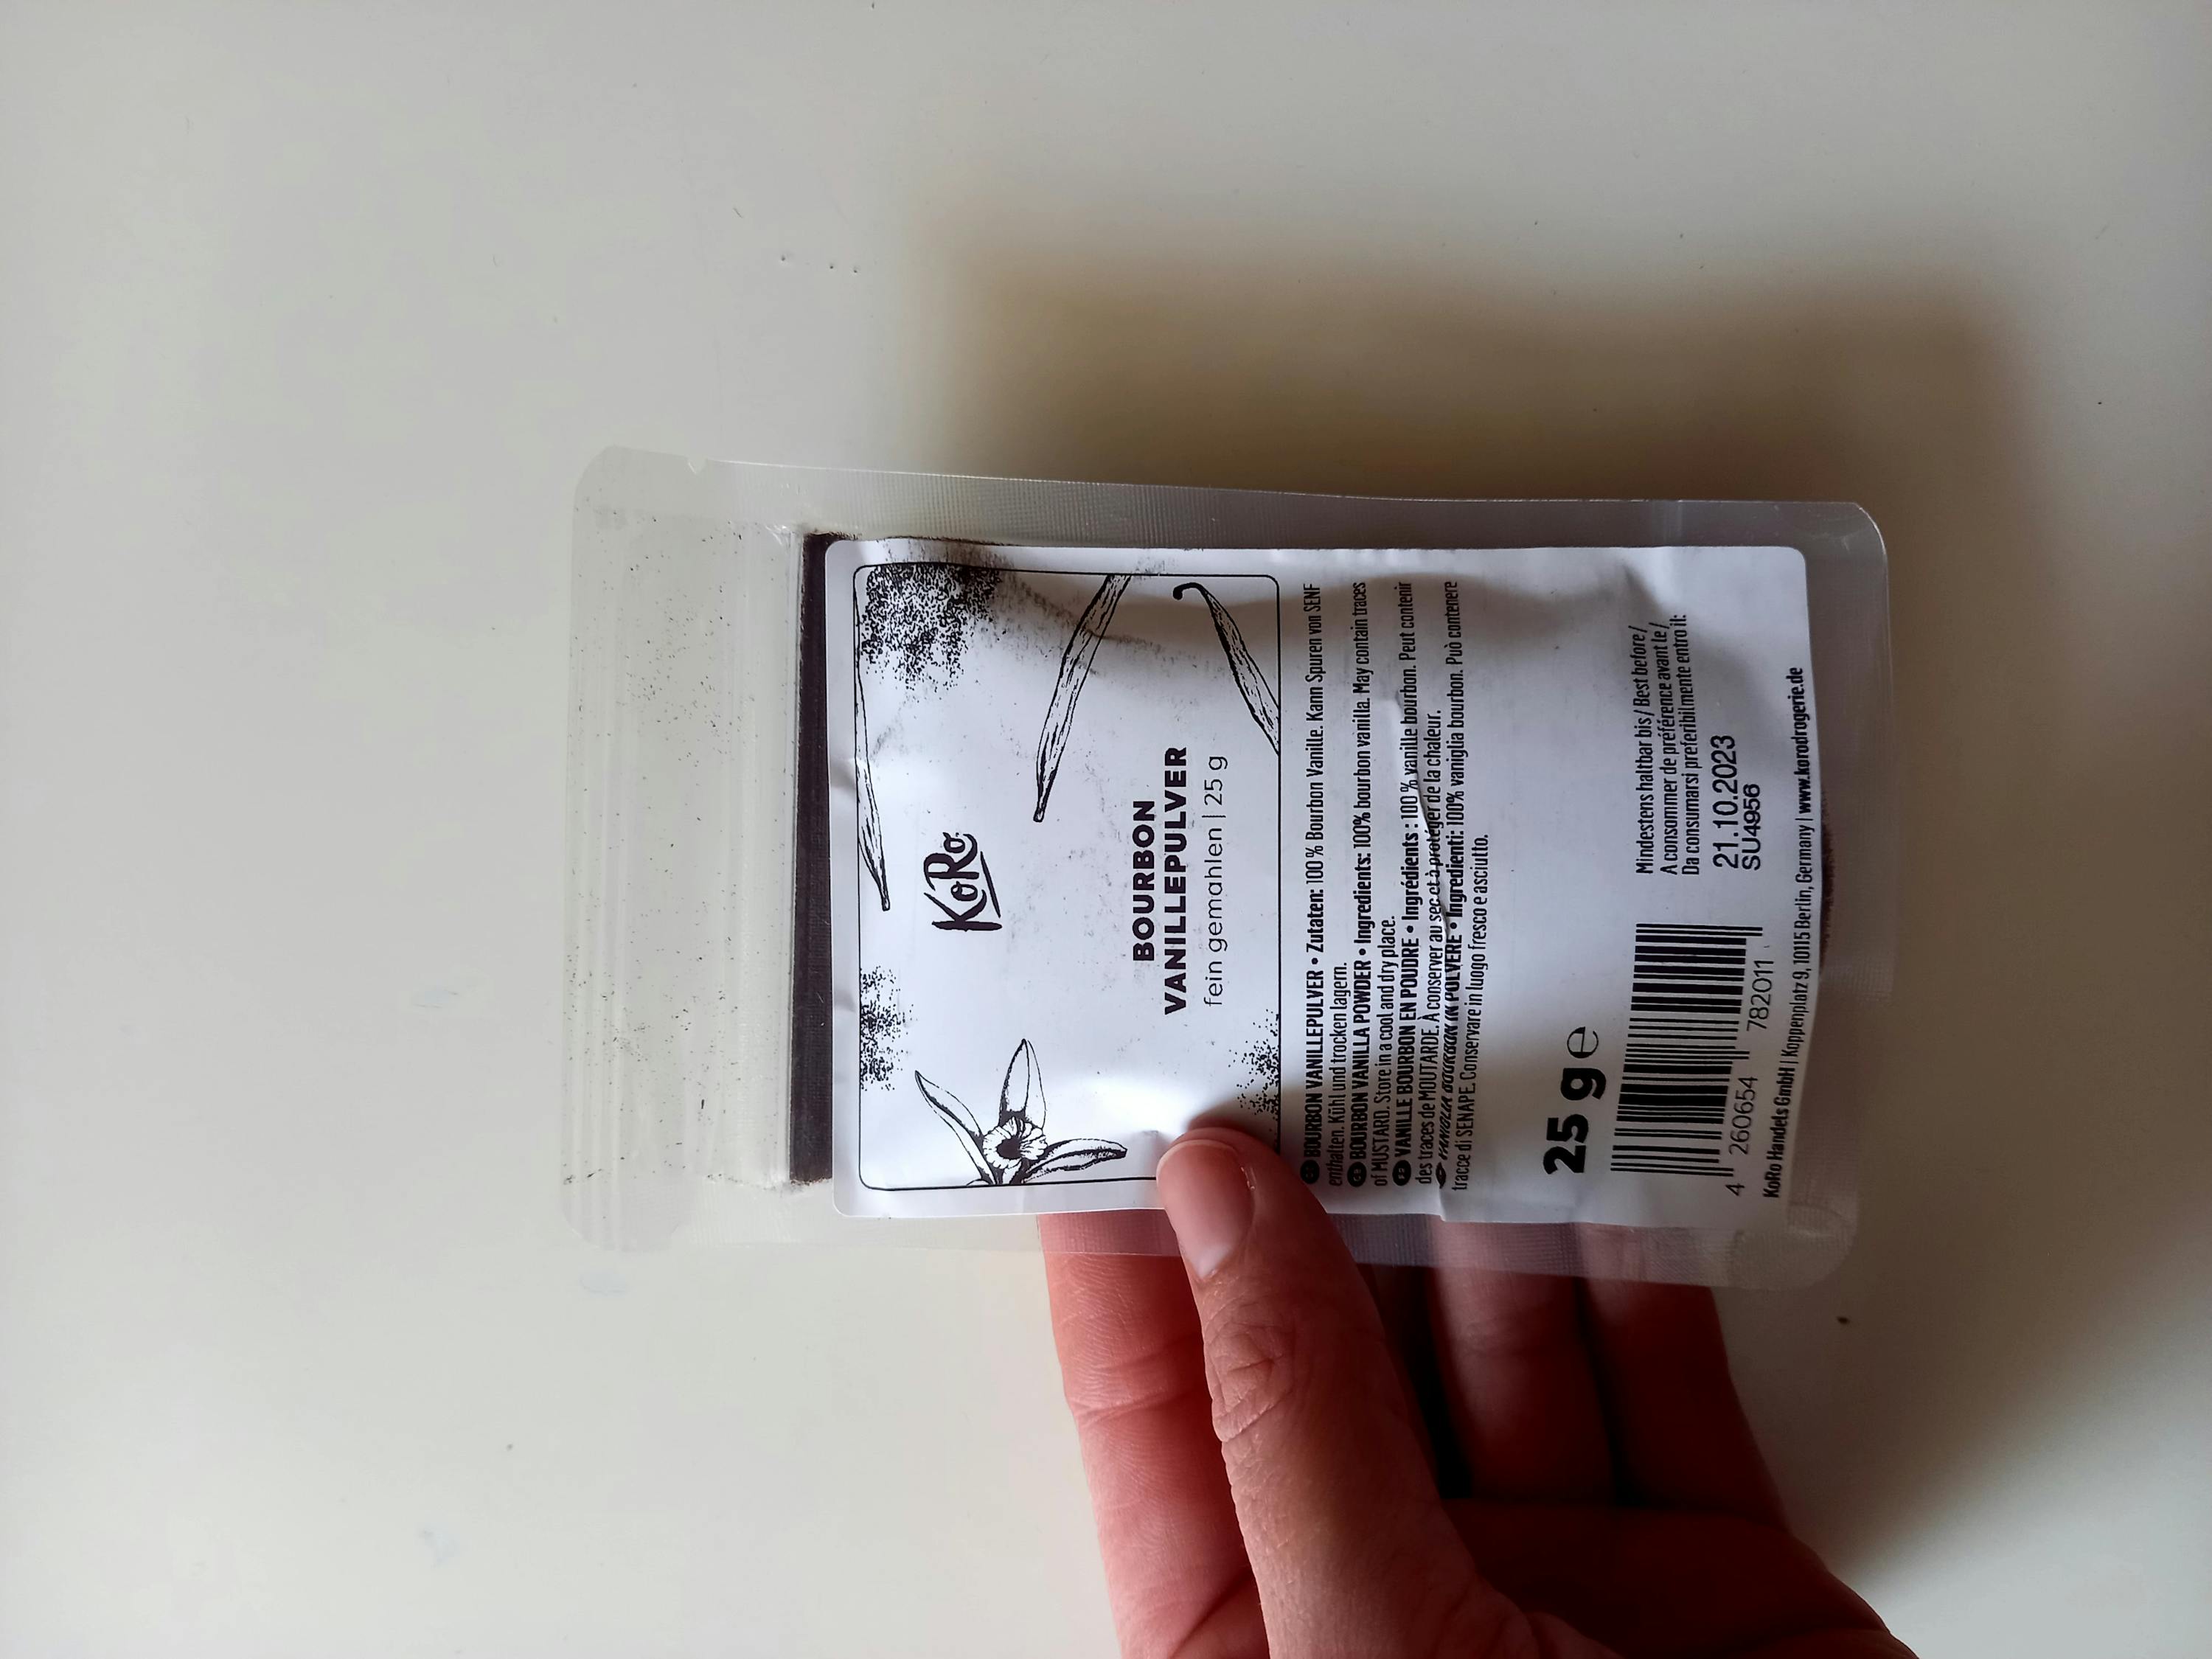 KoRo
BOURBON
VANILLEPULVER
fein gemahlen | 25 g
BOURBON VANILLEPULVER • Zutaten: 100 % Bourbon Vanille. Kann Spuren von SENF
enthalten. Kühl und trocken lagern.
BOURBON VANILLA POWDER • Ingredients: 100% bourbon vanilla. May contain traces
of MUSTARD. Store in a cool and dry place.
VANILLE BOURBON EN POUDRE • Ingrédients : 100 % vanille bourbon. Peut contenir
des traces de MOUTARDE. À conserver au sec et à protéger de la chaleur.
VANIGLIA BOURBON IN POLVERE • Ingredienti: 100% vaniglia bourbon. Può contenere
tracce di SENAPE. Conservare in luogo fresco e asciutto.
25 g e
Mindestens haltbar bis / Best before /
A consommer de préférence avant le /
Da consumarsi preferibilmente entro il:
21.10.2023
SU4956
4 260654 782011
KoRo Handels GmbH | Koppenplatz 9, 10115 Berlin, Germany | www.korodrogerie.de